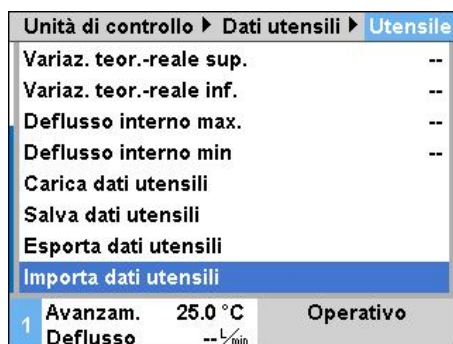 Unità di controllo ▶ Dati utensili ▶ Utensile
Variaz. teor.-reale sup. --
Variaz. teor.-reale inf. --
Deflusso interno max. --
Deflusso interno min --
Carica dati utensili
Salva dati utensili
Esporta dati utensili
Importa dati utensili
1 Avanzam. 25.0 °C Operativo
Deflusso -- L/min